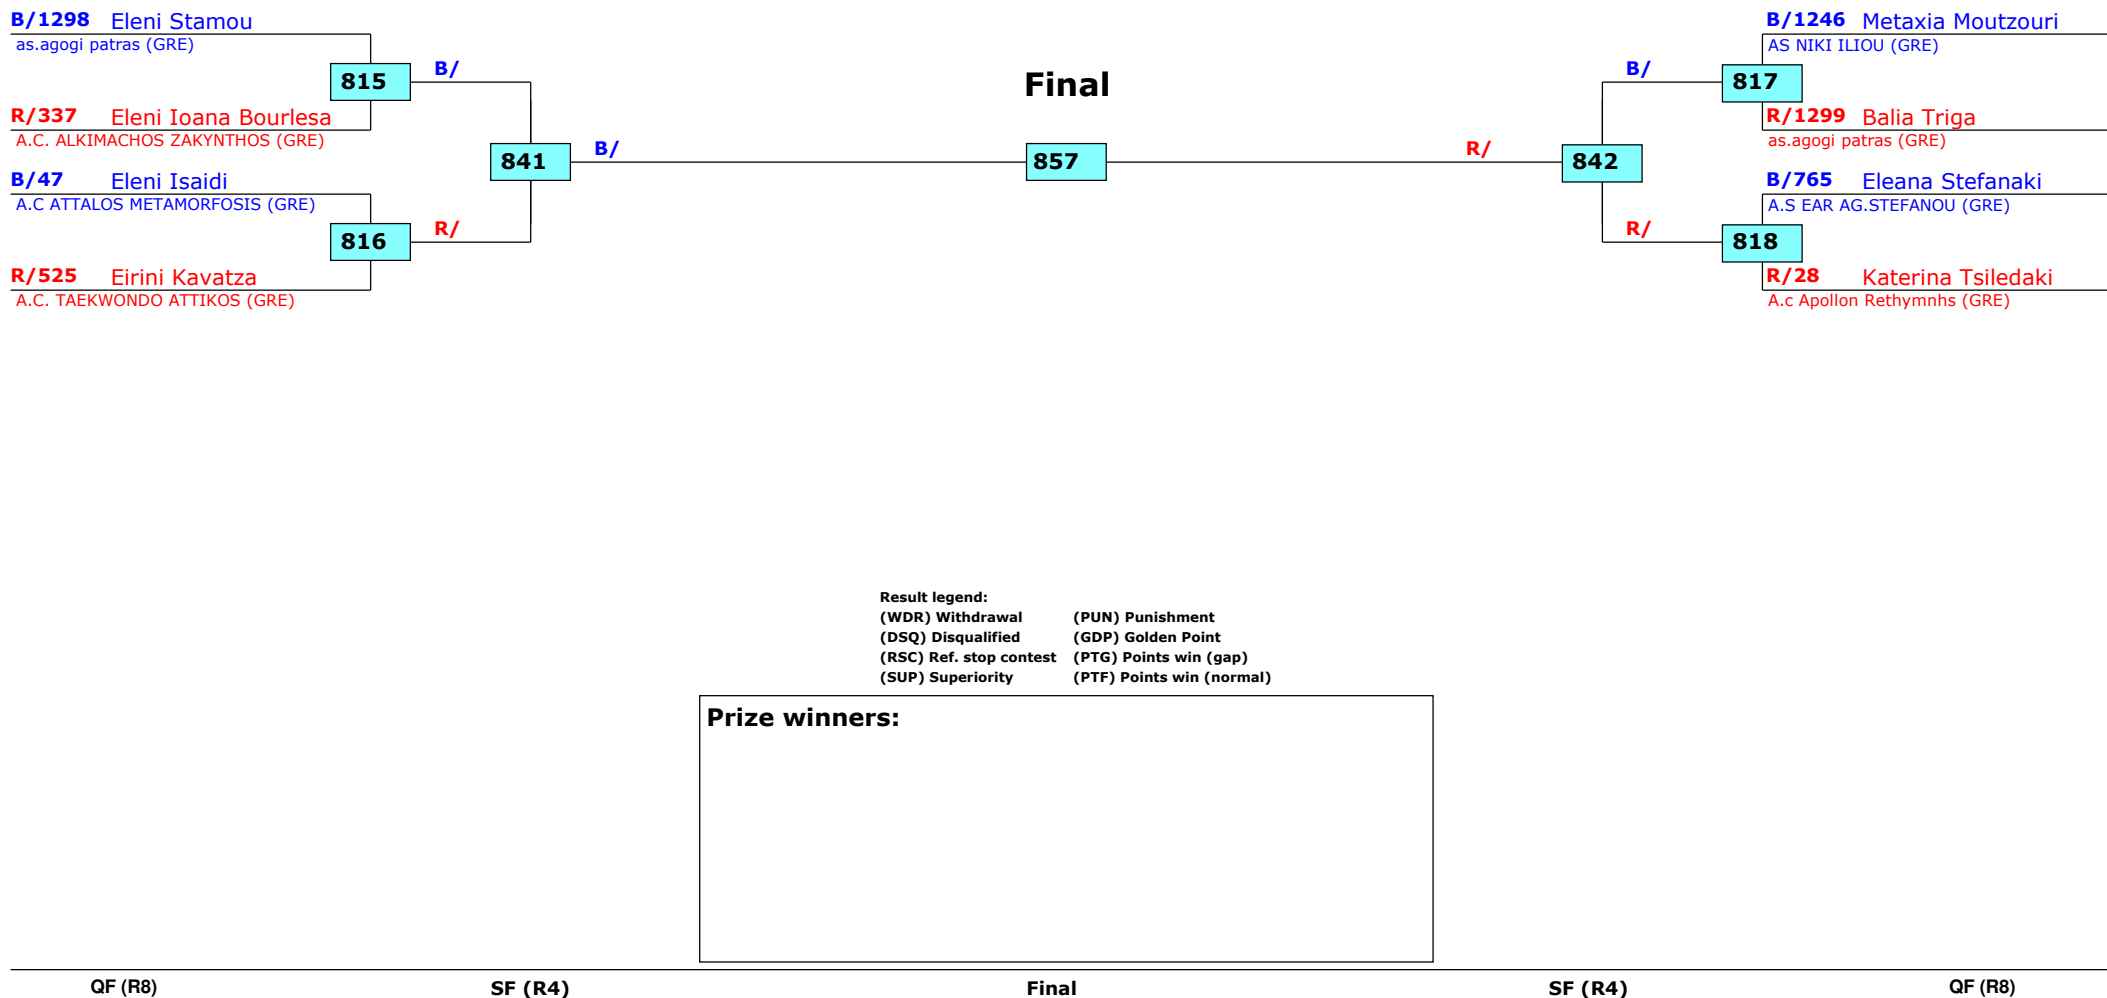 B/1298 Eleni Stamou
as.agogi patras (GRE)
815
B/
R/337 Eleni Ioana Bourlesa
A.C. ALKIMACHOS ZAKYNTHOS (GRE)
841
B/
B/47 Eleni Isaidi
A.C ATTALOS METAMORFOSIS (GRE)
816
R/
R/525 Eirini Kavatza
A.C. TAEKWONDO ATTIKOS (GRE)
Final
857
B/1246 Metaxia Moutzouri
AS NIKI ILIOU (GRE)
B/
817
R/1299 Balia Triga
as.agogi patras (GRE)
R/
842
B/765 Eleana Stefanaki
A.S EAR AG.STEFANOU (GRE)
R/
818
R/28 Katerina Tsiledaki
A.c Apollon Rethymnhs (GRE)
Result legend:
(WDR) Withdrawal (PUN) Punishment
(DSQ) Disqualified (GDP) Golden Point
(RSC) Ref. stop contest (PTG) Points win (gap)
(SUP) Superiority (PTF) Points win (normal)
Prize winners:
QF (R8) SF (R4) Final SF (R4) QF (R8)